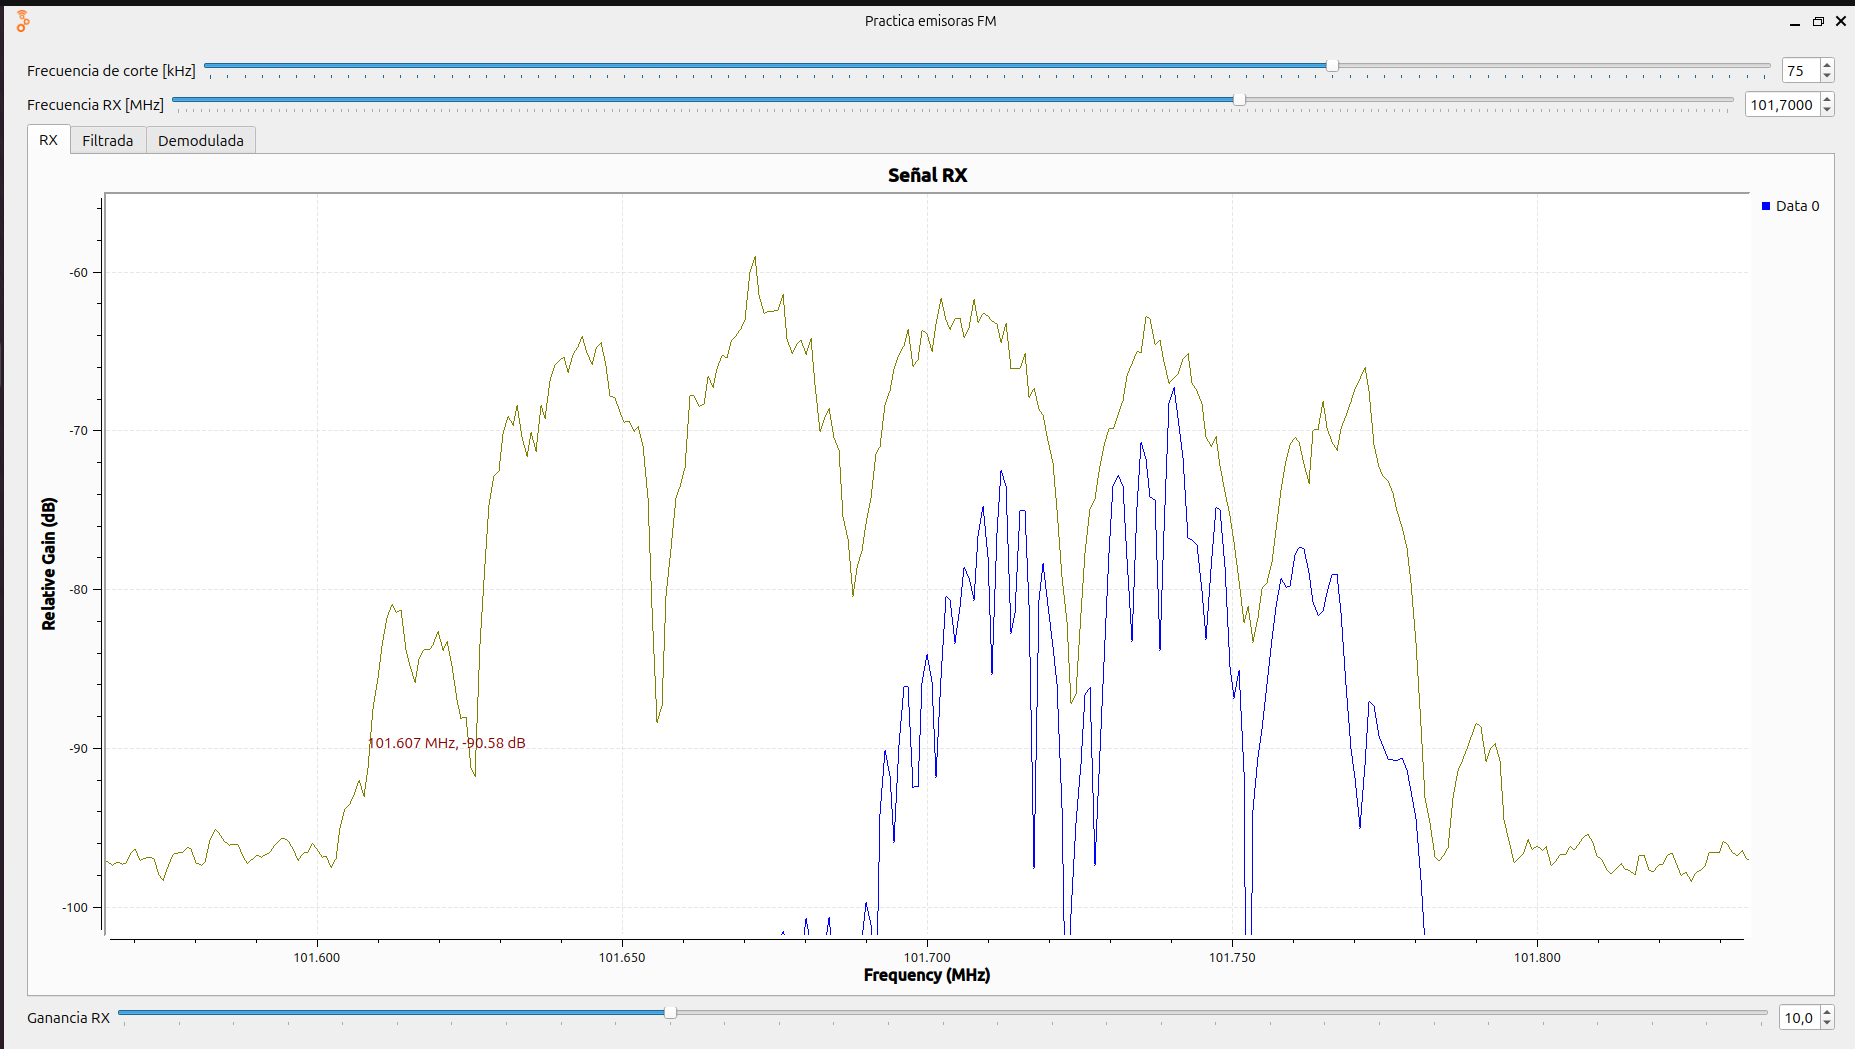 Practica emisoras FM
Frecuencia de corte [kHz]
75
Frecuencia RX [MHz]
101,7000
RX
Filtrada
Demodulada
Señal RX
Data 0
Relative Gain (dB)
-60
-70
-80
-90
-100
101.607 MHz, -90.58 dB
101.600
101.650
101.700
101.750
101.800
Frequency (MHz)
Ganancia RX
10,0